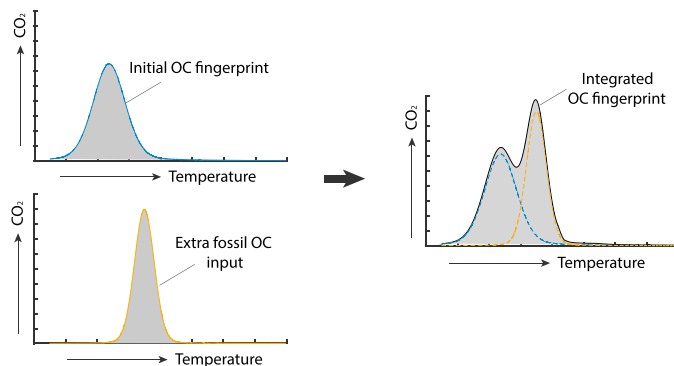 CO₂
Initial OC fingerprint
Temperature
CO₂
Extra fossil OC
input
Temperature
CO₂
Integrated
OC fingerprint
Temperature